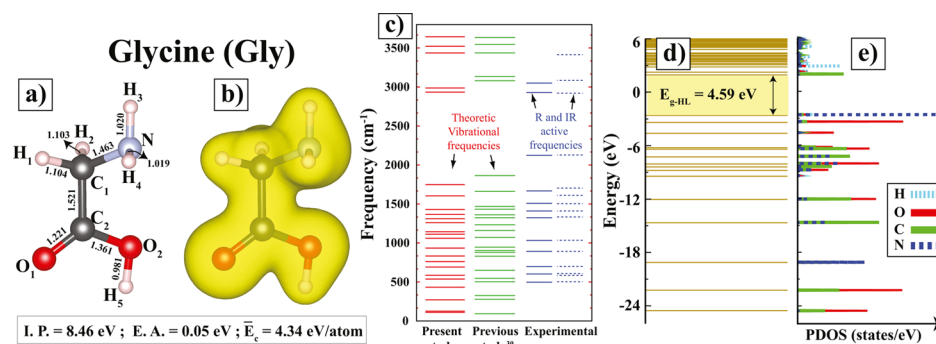 Glycine (Gly)
a)
H3
1.020
N
1.103
H2
1.463
H1
1.104
C1
H4
1.019
1.521
C2
1.221
1.361
O1
O2
0.981
H5
I. P. = 8.46 eV ; E. A. = 0.05 eV ; E̅c = 4.34 eV/atom
b)
c)
Frequency (cm-1)
3500
3000
2500
2000
1500
1000
500
0
Theoretic
Vibrational
frequencies
R and IR
active
frequencies
Present
Previous
Experimental
d)
Energy (eV)
6
0
-6
-12
-18
-24
Eg-HL = 4.59 eV
e)
H
O
C
N
PDOS (states/eV)